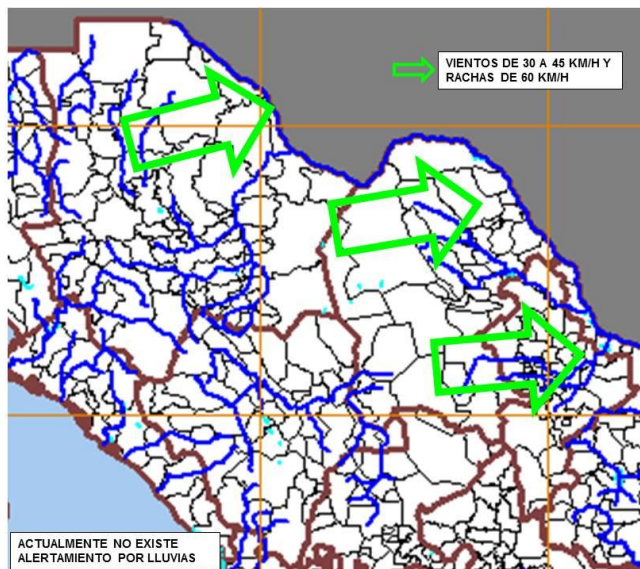 VIENTOS DE 30 A 45 KM/H Y
RACHAS DE 60 KM/H
ACTUALMENTE NO EXISTE
ALERTAMIENTO POR LLUVIAS